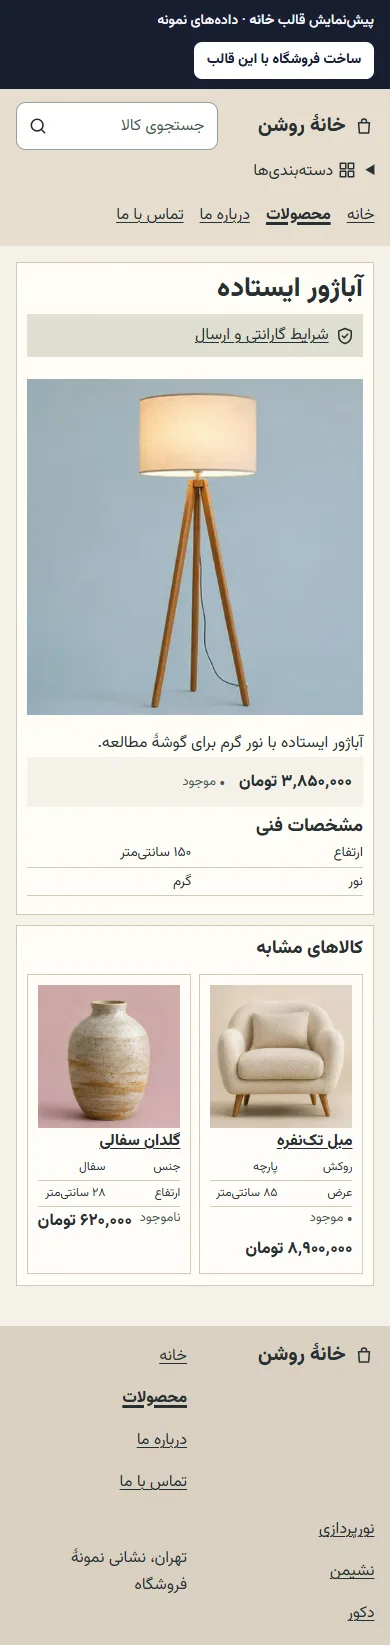 پیش‌نمایش قالب خانه · داده‌های نمونه
ساخت فروشگاه با این قالب
خانهٔ روشن
جستجوی کالا
دسته‌بندی‌ها
خانه محصولات درباره ما تماس با ما
آباژور ایستاده
شرایط گارانتی و ارسال
آباژور ایستاده با نور گرم برای گوشهٔ مطالعه.
۳,۸۵۰,۰۰۰ تومان • موجود
مشخصات فنی
ارتفاع ۱۵۰ سانتی‌متر
نور گرم
کالاهای مشابه
مبل تک‌نفره
روکش پارچه
عرض ۸۵ سانتی‌متر
• موجود
۸,۹۰۰,۰۰۰ تومان
گلدان سفالی
جنس سفال
ارتفاع ۲۸ سانتی‌متر
ناموجود ۶۲۰,۰۰۰ تومان
خانهٔ روشن
خانه
محصولات
درباره ما
تماس با ما
نورپردازی
نشیمن
دکور
تهران، نشانی نمونهٔ
فروشگاه